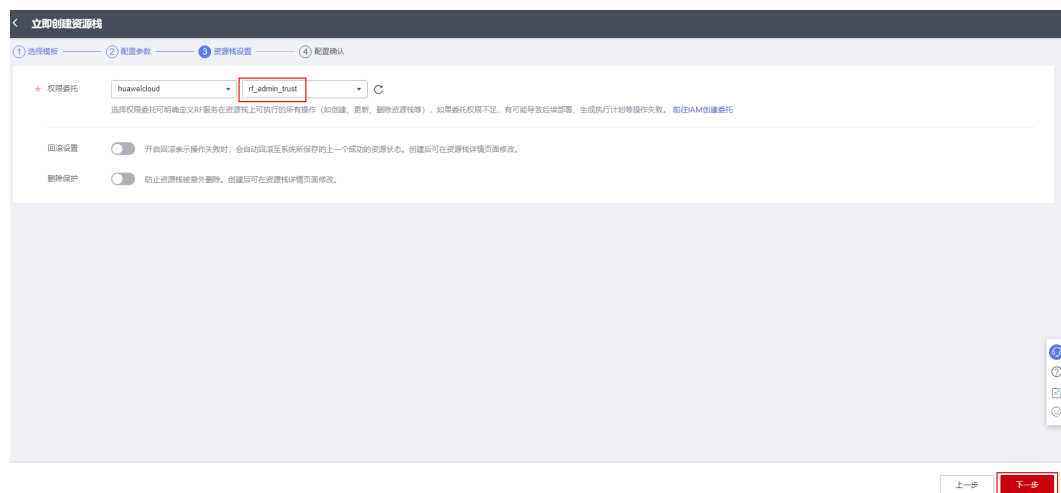 < 立即创建资源栈
1 选择模板 2 配置参数 3 资源栈设置 4 配置确认
* 权限委托 huaweicloud rf_admin_trust
选择权限委托可明确定义RF服务在资源栈上可执行的所有操作（如创建、更新、删除资源栈等），如果委托权限不足，有可能导致后续部署、生成执行计划等操作失败。 前往IAM创建委托
回滚设置 开启回滚表示操作失败时，会自动回滚至系统所保存的上一个成功的资源状态。创建后可在资源栈详情页面修改。
删除保护 防止资源栈被意外删除。创建后可在资源栈详情页面修改。
上一步 下一步